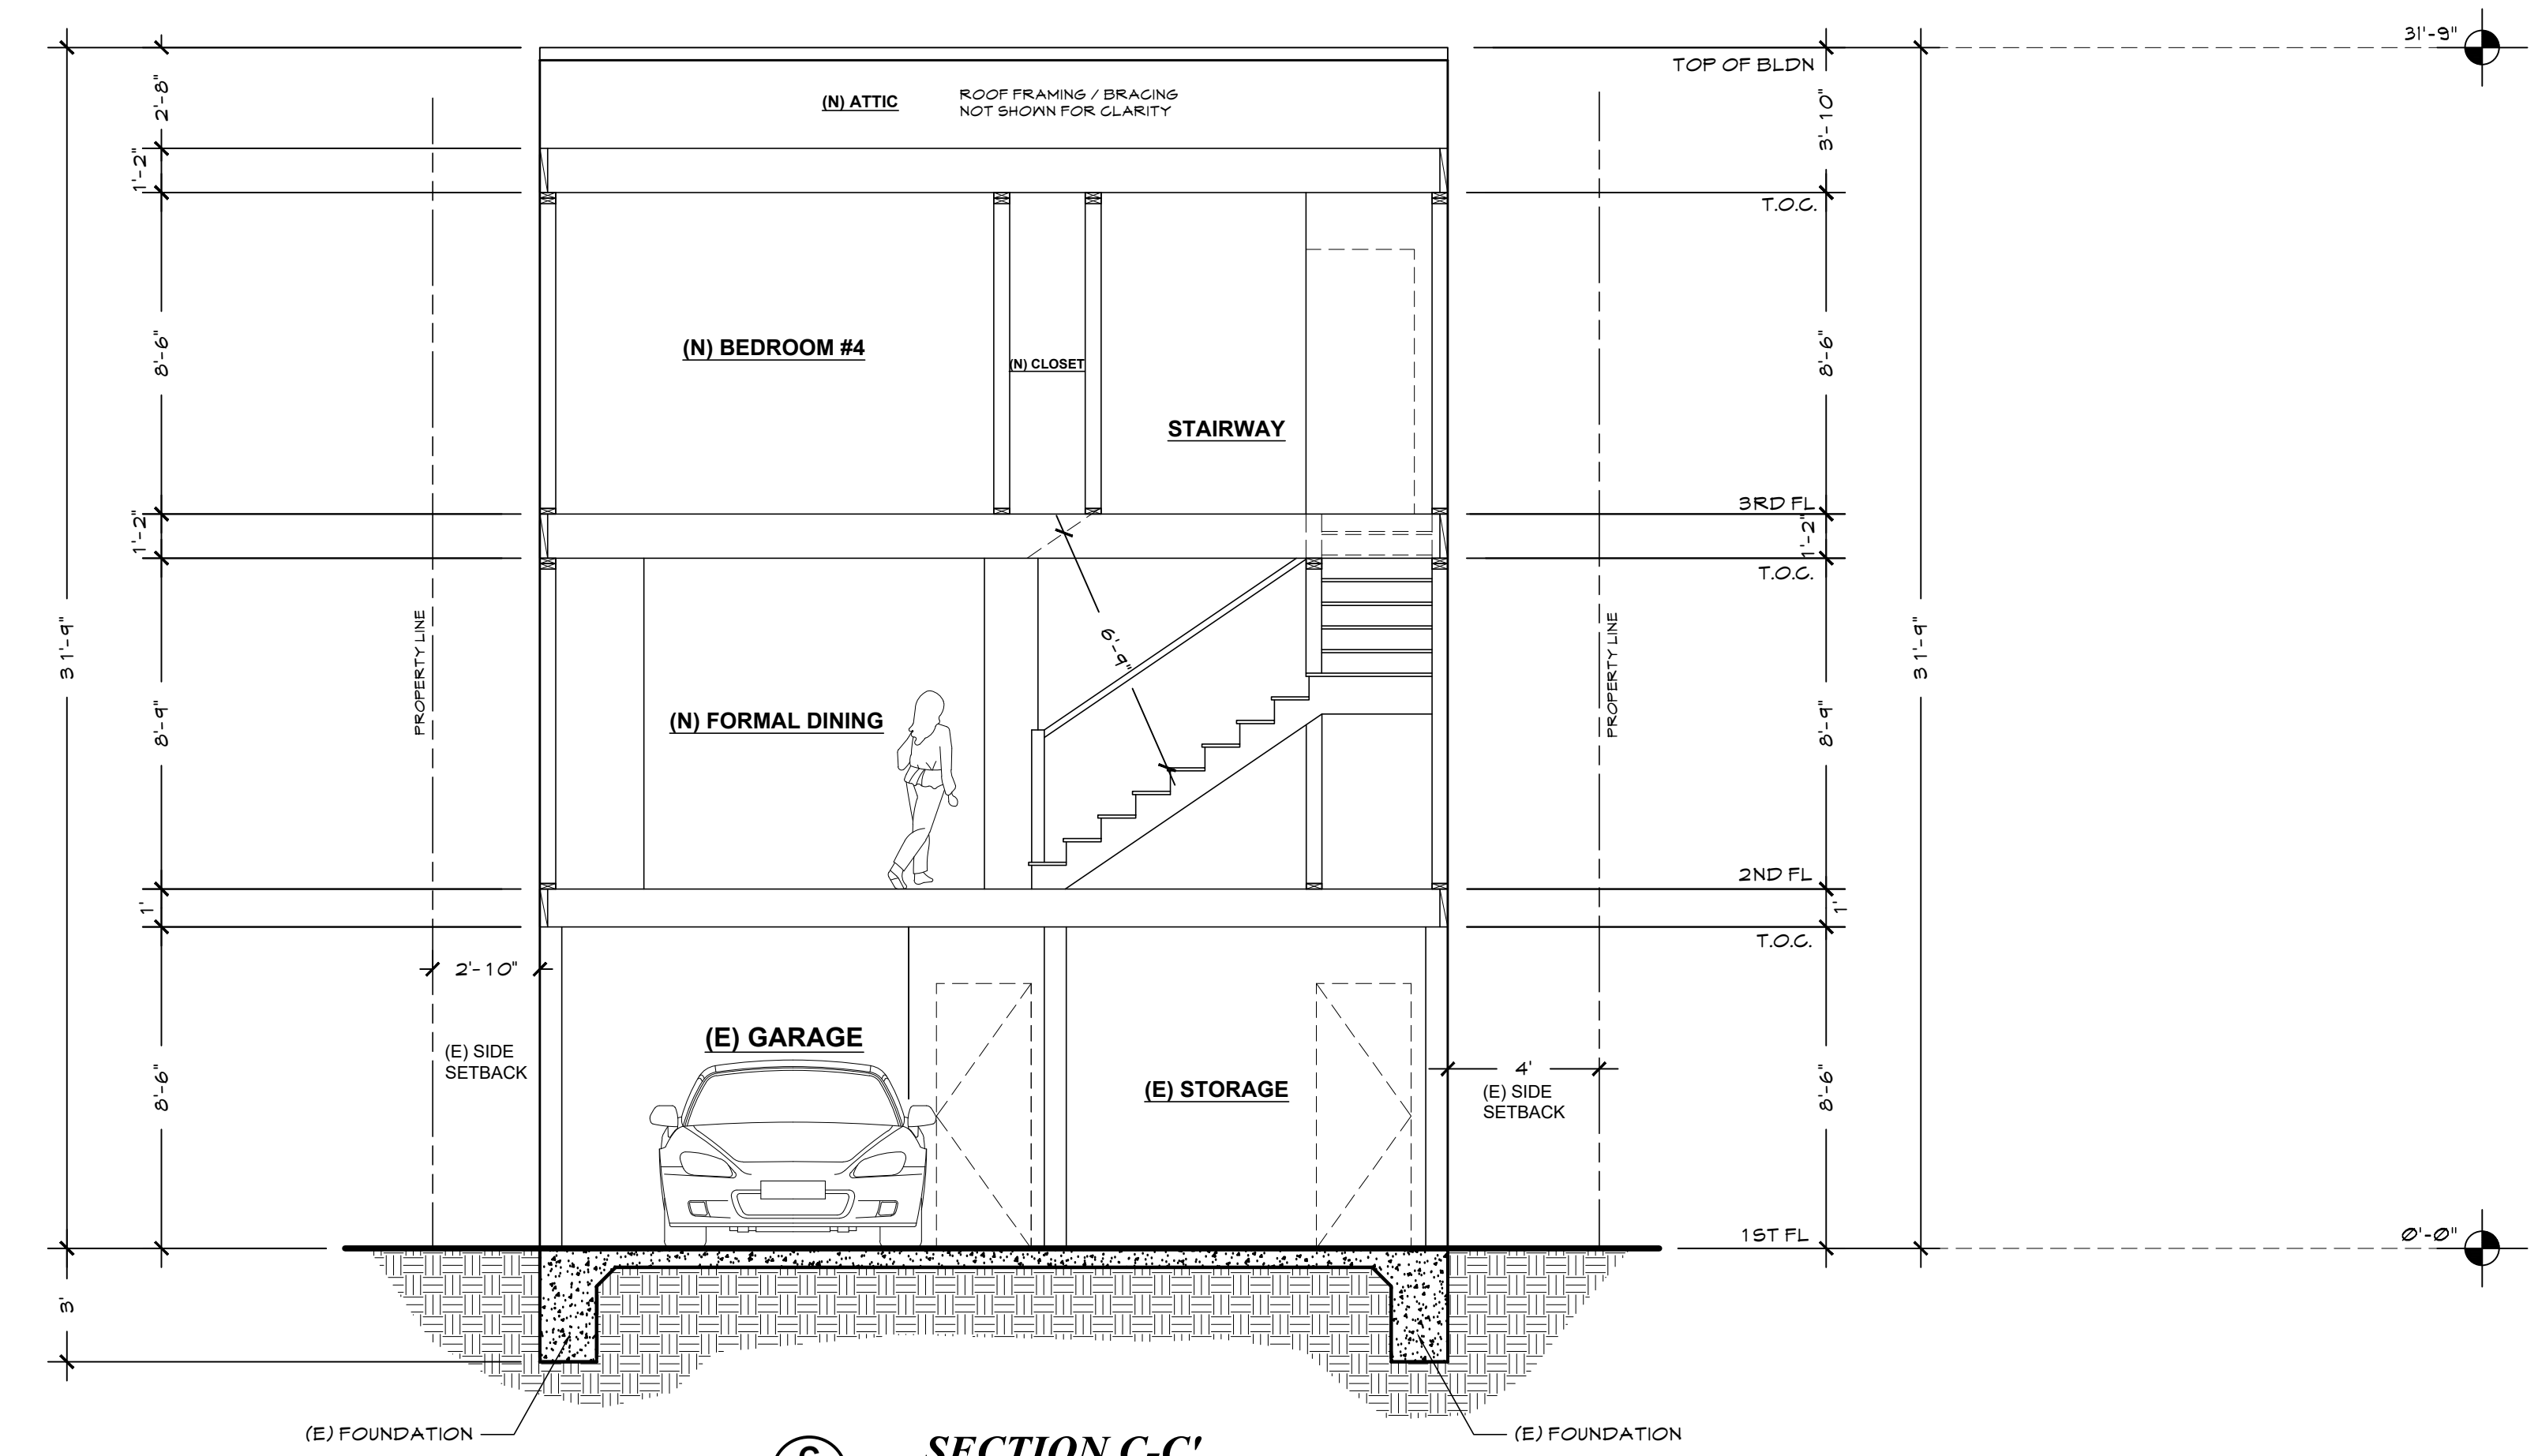 31'-9"
TOP OF BLDN
2'-8"
(N) ATTIC
ROOF FRAMING / BRACING
NOT SHOWN FOR CLARITY
3'-10"
1'-2"
T.O.C.
8'-6"
(N) BEDROOM #4
(N) CLOSET
STAIRWAY
8'-6"
3RD FL
1'-2"
1'-2"
T.O.C.
31'-9"
PROPERTY LINE
8'-9"
(N) FORMAL DINING
6'-9"
PROPERTY LINE
8'-9"
31'-9"
2ND FL
1'
1'
T.O.C.
2'-10"
(E) SIDE
SETBACK
8'-6"
(E) GARAGE
(E) STORAGE
4'
(E) SIDE
SETBACK
8'-6"
1ST FL
0'-0"
3'
(E) FOUNDATION
(E) FOUNDATION
SECTION C-C'